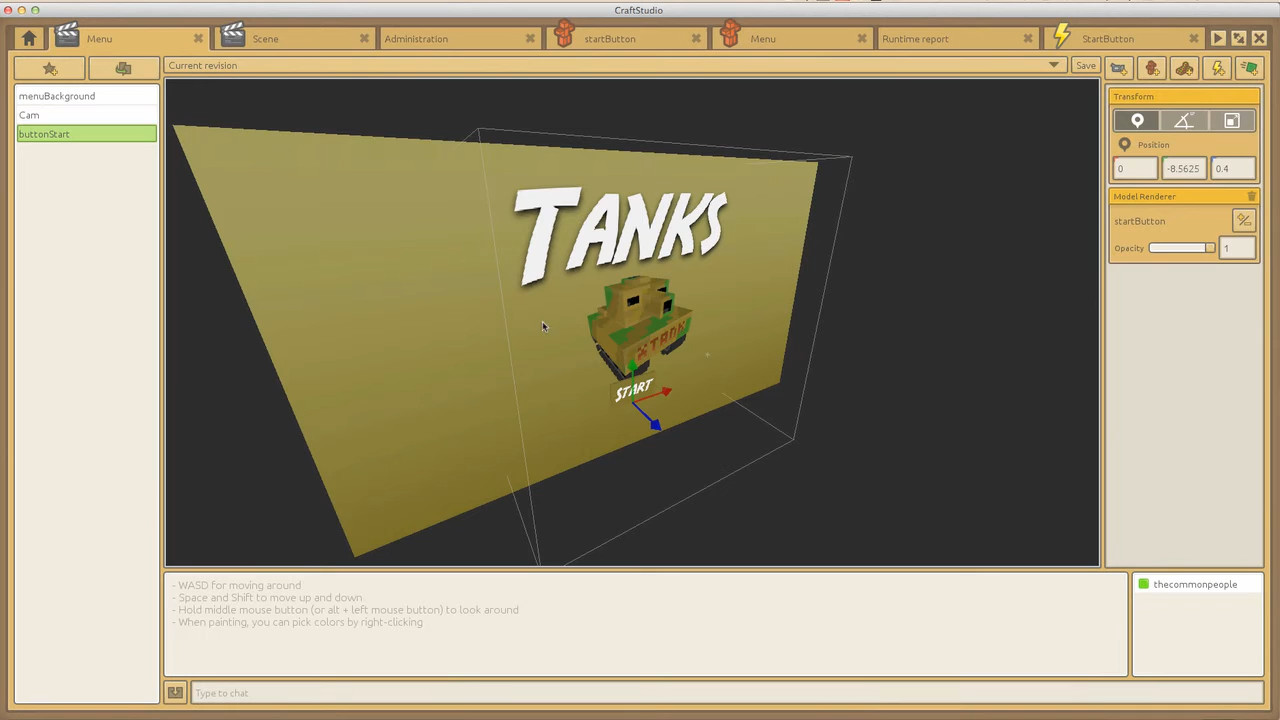 CraftStudio
Menu
Scene
Administration
startButton
Menu
Runtime report
StartButton
Current revision
Save
menuBackground
Cam
buttonStart
Transform
Position
0
-8.5625
0.4
Model Renderer
startButton
Opacity
1
TANKS
TANK
START
- WASD for moving around
- Space and Shift to move up and down
- Hold middle mouse button (or alt + left mouse button) to look around
- When painting, you can pick colors by right-clicking
thecommonpeople
Type to chat